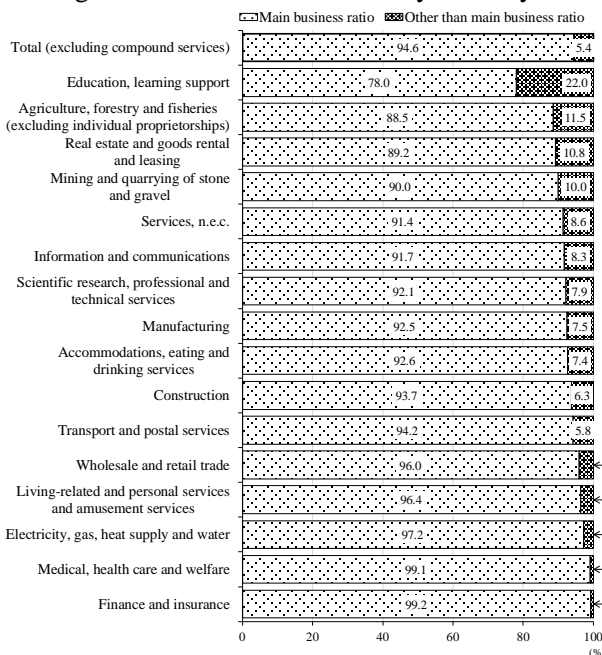 Main business ratio Other than main business ratio
Total (excluding compound services) 94.6 5.4
Education, learning support 78.0 22.0
Agriculture, forestry and fisheries
(excluding individual proprietorships) 88.5 11.5
Real estate and goods rental
and leasing 89.2 10.8
Mining and quarrying of stone
and gravel 90.0 10.0
Services, n.e.c. 91.4 8.6
Information and communications 91.7 8.3
Scientific research, professional and
technical services 92.1 7.9
Manufacturing 92.5 7.5
Accommodations, eating and
drinking services 92.6 7.4
Construction 93.7 6.3
Transport and postal services 94.2 5.8
Wholesale and retail trade 96.0
Living-related and personal services
and amusement services 96.4
Electricity, gas, heat supply and water 97.2
Medical, health care and welfare 99.1
Finance and insurance 99.2
0 20 40 60 80 100
(%